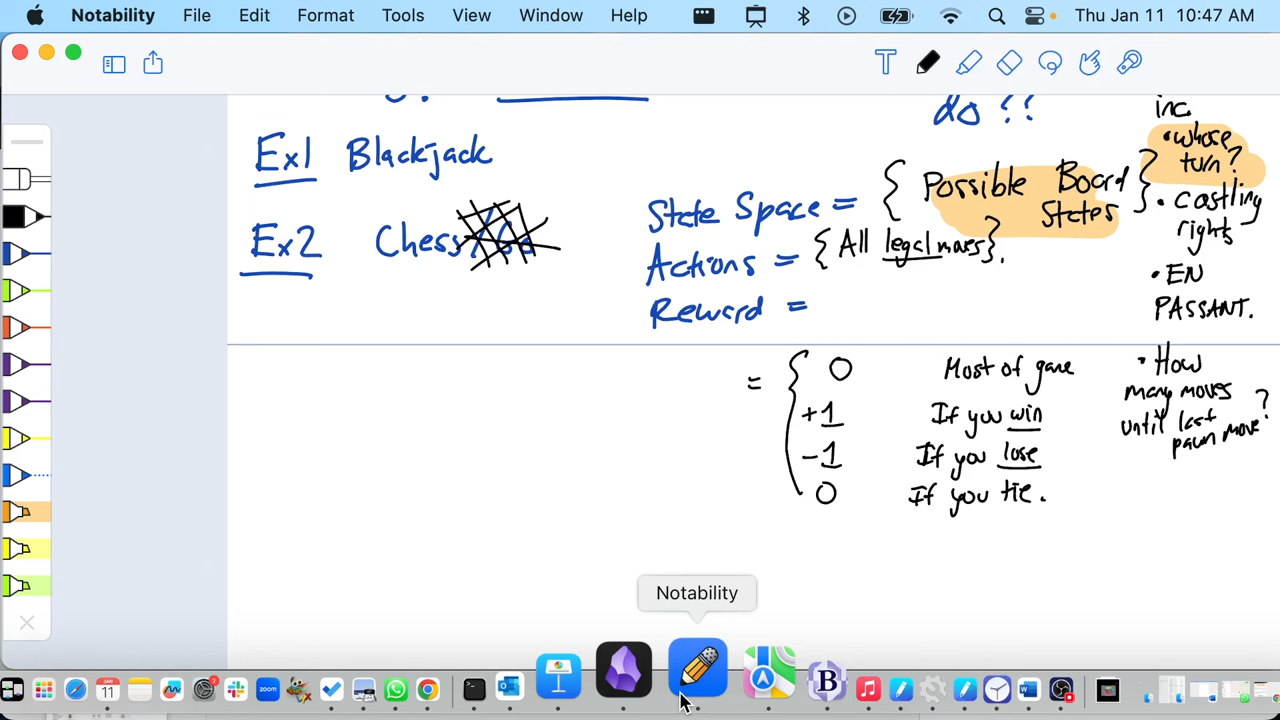 Notability File Edit Format Tools View Window Help Thu Jan 11 10:47 AM
do ??
inc.
• whose turn?
• castling rights
• EN PASSANT.
• How many moves until last pawn move?
Ex1 Blackjack
Ex2 Chess
State Space = { Possible Board States }
Actions = {All legal moves}.
Reward =
= { 0 Most of game
+1 If you win
-1 If you lose
0 If you tie.
Notability